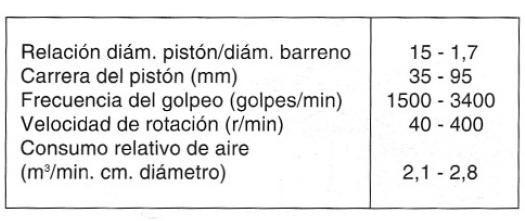 Relación diám. pistón/diám. barreno 15 - 1,7
Carrera del pistón (mm) 35 - 95
Frecuencia del golpeo (golpes/min) 1500 - 3400
Velocidad de rotación (r/min) 40 - 400
Consumo relativo de aire
(m³/min. cm. diámetro) 2,1 - 2,8